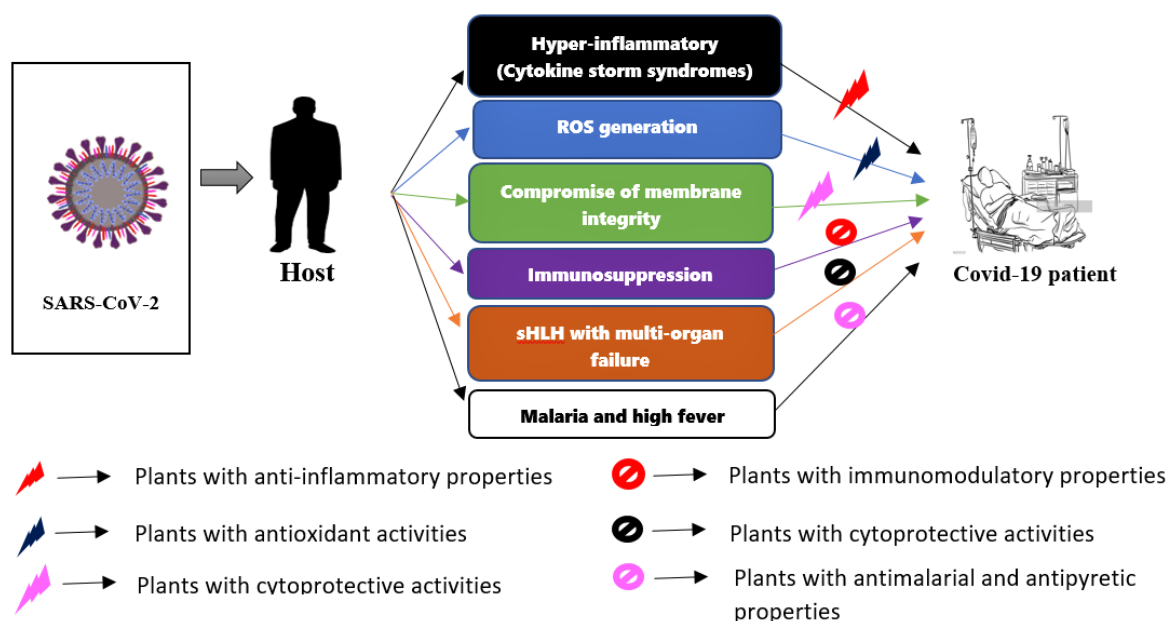 Hyper-inflammatory
(Cytokine storm syndromes)
ROS generation
Compromise of membrane
integrity
Immunosuppression
sHLH with multi-organ
failure
Malaria and high fever
SARS-CoV-2
Host
Covid-19 patient
Plants with anti-inflammatory properties
Plants with antioxidant activities
Plants with cytoprotective activities
Plants with immunomodulatory properties
Plants with cytoprotective activities
Plants with antimalarial and antipyretic
properties